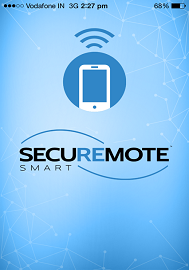 Vodafone IN 3G 2:27 pm 68%
SECUREMOTE
SMART